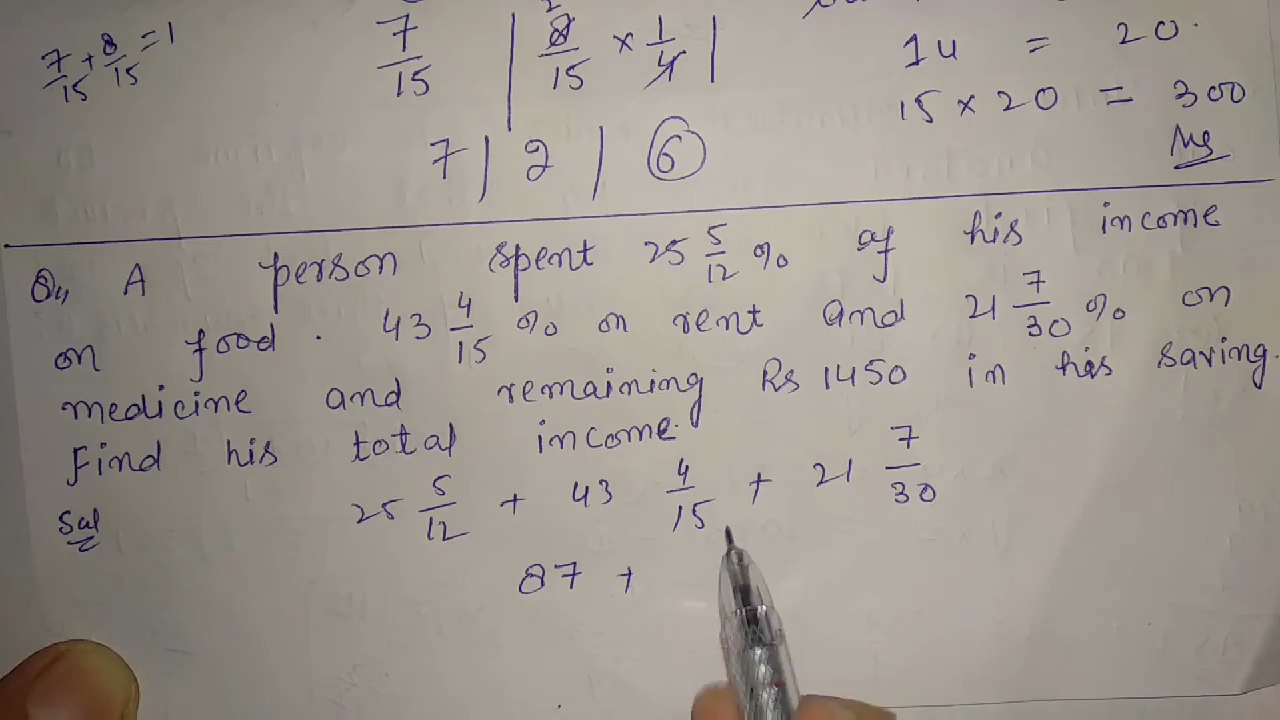 7/15 + 8/15 = 1
7/15 | 8/15 × 1/4 |
2
7 | 2 | (6)
1u = 20.
15 × 20 = 300
Ans
Q4 A person spent 25 5/12 % of his income
on food. 43 4/15 % on rent and 21 7/30 % on
medicine and remaining Rs 1450 in his saving.
Find his total income.
Sol 25 5/12 + 43 4/15 + 21 7/30
87 +